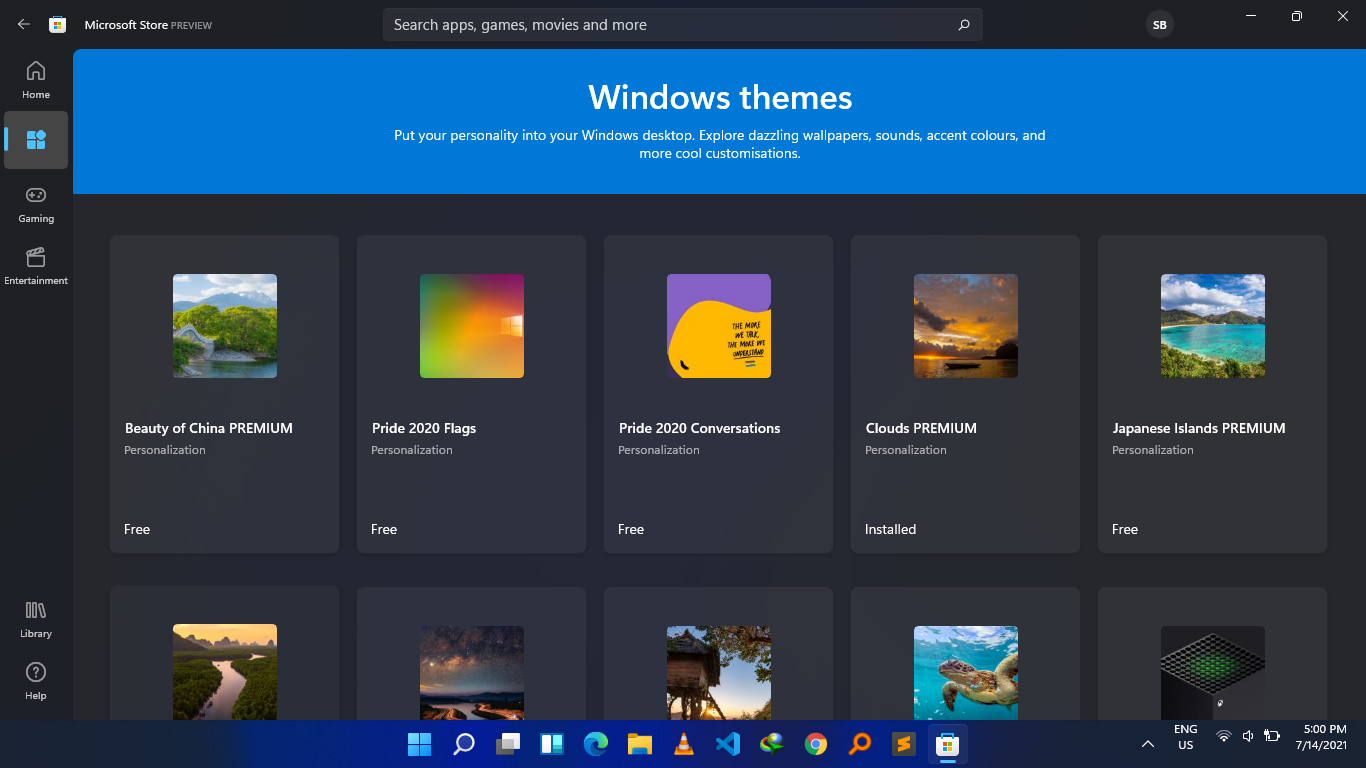 Microsoft Store PREVIEW
Search apps, games, movies and more
SB
Home
Gaming
Entertainment
Library
Help
Windows themes
Put your personality into your Windows desktop. Explore dazzling wallpapers, sounds, accent colours, and
more cool customisations.
THE MORE
WE TALK,
THE MORE WE
UNDERSTAND
Beauty of China PREMIUM
Personalization
Free
Pride 2020 Flags
Personalization
Free
Pride 2020 Conversations
Personalization
Free
Clouds PREMIUM
Personalization
Installed
Japanese Islands PREMIUM
Personalization
Free
ENG
US
5:00 PM
7/14/2021